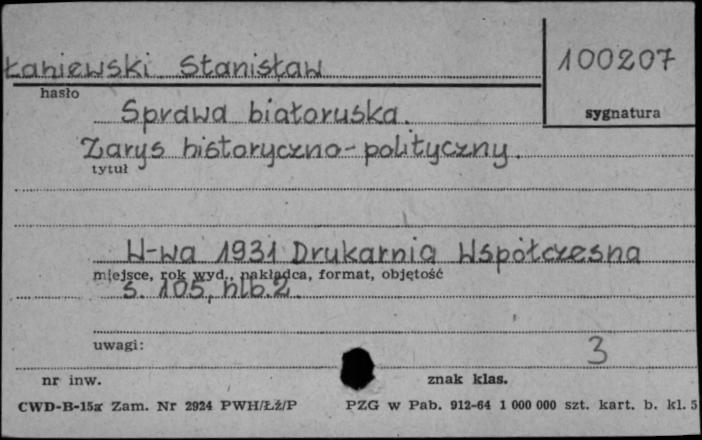 Łaniewski Stanisław
100207
hasło
sygnatura
Sprawa białoruska.
Zarys historyczno-polityczny.
tytuł
W-wa 1931 Drukarnia Współczesna
miejsce, rok wyd., nakładca, format, objętość
s. 105, nlb. 2.
uwagi:
3
nr inw.
znak klas.
CWD-B-15a Zam. Nr 2924 PWH/Łż/P PZG w Pab. 912-64 1 000 000 szt. kart. b. kl. 5